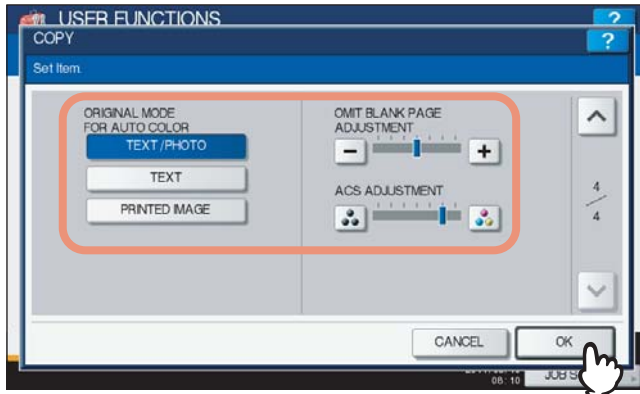 USER FUNCTIONS
?
COPY
?
Set Item.
ORIGINAL MODE
FOR AUTO COLOR
TEXT/PHOTO
TEXT
PRINTED IMAGE
OMIT BLANK PAGE
ADJUSTMENT
−
+
ACS ADJUSTMENT
4
4
CANCEL
OK
06:10
JOB S